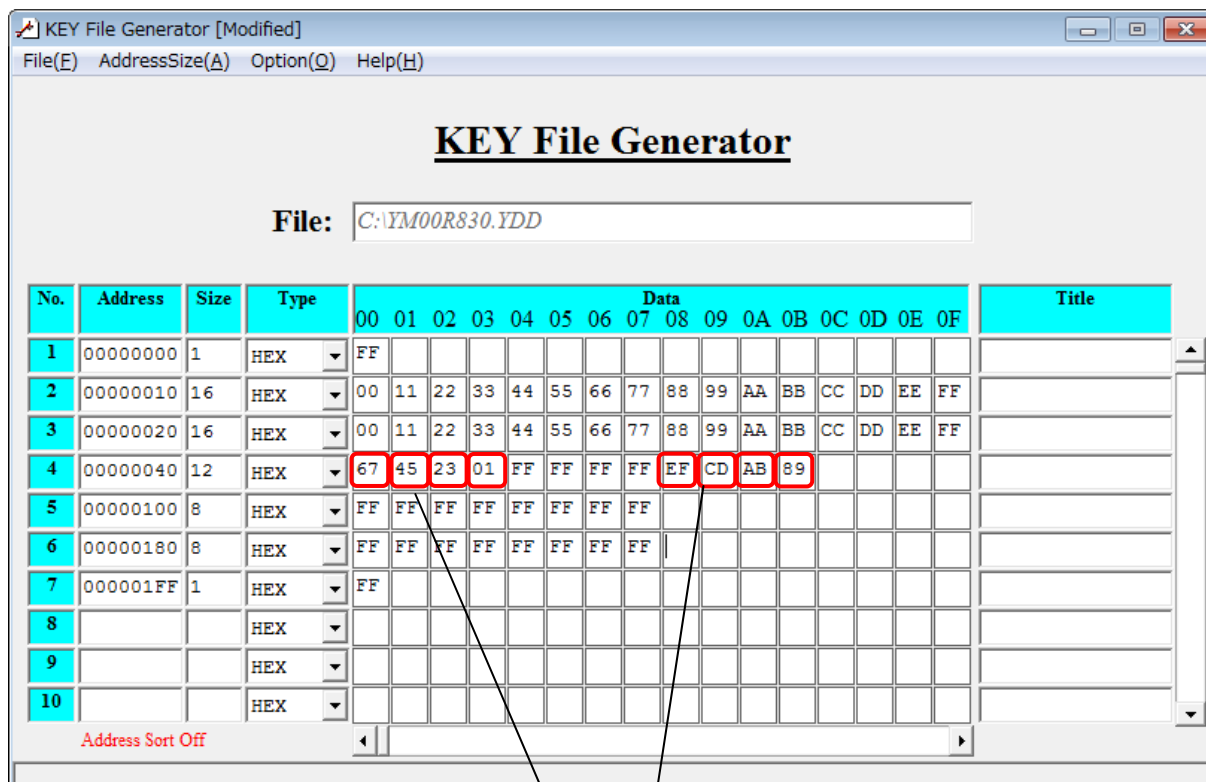 KEY File Generator [Modified]
File(F) AddressSize(A) Option(O) Help(H)
KEY File Generator
File: C:\YM00R830.YDD
No. Address Size Type Data Title
00 01 02 03 04 05 06 07 08 09 0A 0B 0C 0D 0E 0F
1 00000000 1 HEX FF
2 00000010 16 HEX 00 11 22 33 44 55 66 77 88 99 AA BB CC DD EE FF
3 00000020 16 HEX 00 11 22 33 44 55 66 77 88 99 AA BB CC DD EE FF
4 00000040 12 HEX 67 45 23 01 FF FF FF FF EF CD AB 89
5 00000100 8 HEX FF FF FF FF FF FF FF FF
6 00000180 8 HEX FF FF FF FF FF FF FF FF
7 000001FF 1 HEX FF
8 HEX
9 HEX
10 HEX
Address Sort Off